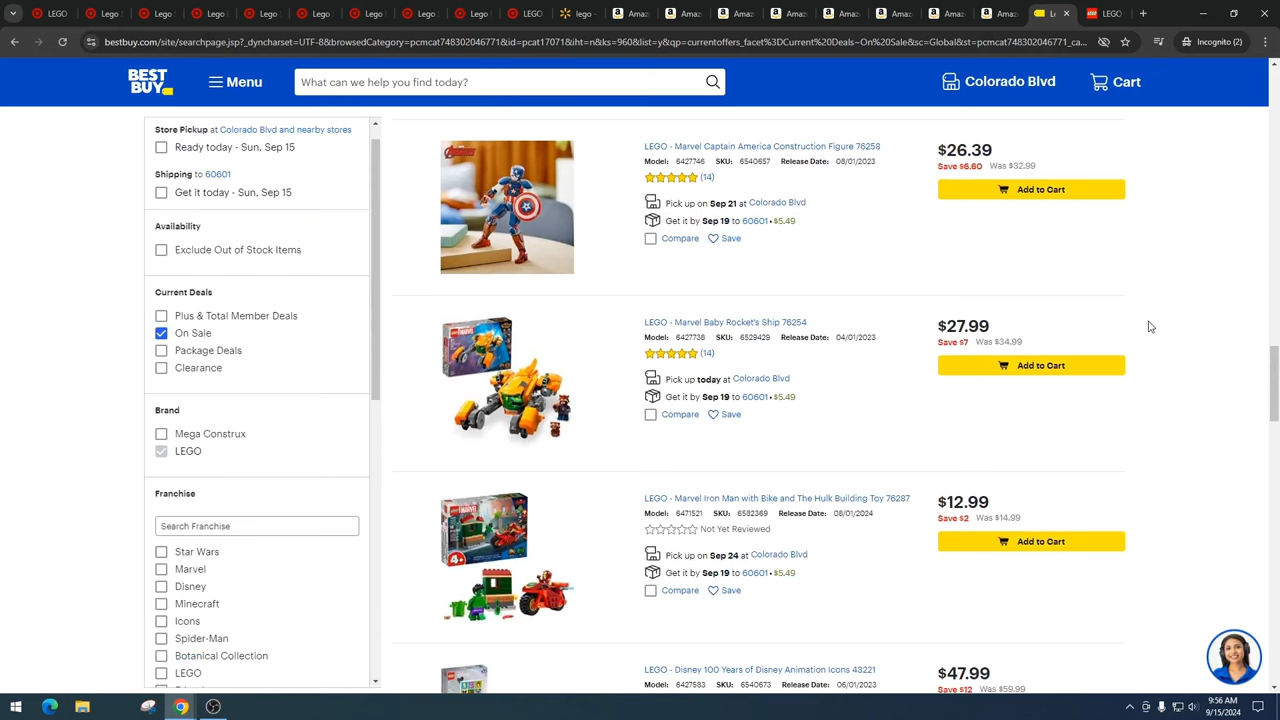 LEGO
Lego
Lego
Lego
Lego
Lego
Lego
Lego
Lego
LEGO
lego
Amaz
Amaz
Amaz
Amaz
Amaz
Amaz
Amaz
Amaz
Le
LEGO
bestbuy.com/site/searchpage.jsp?_dyncharset=UTF-8&browsedCategory=pcmcat748302046771&id=pcat17071&iht=n&ks=960&list=y&qp=currentoffers_facet%3DCurrent%20Deals~On%20Sale&sc=Global&st=pcmcat748302046771_ca...
Incognito (2)
BEST BUY
Menu
What can we help you find today?
Colorado Blvd
Cart
Store Pickup at Colorado Blvd and nearby stores
Ready today - Sun, Sep 15
Shipping to 60601
Get it today - Sun, Sep 15
Availability
Exclude Out of Stock Items
Current Deals
Plus & Total Member Deals
On Sale
Package Deals
Clearance
Brand
Mega Construx
LEGO
Franchise
Search Franchise
Star Wars
Marvel
Disney
Minecraft
Icons
Spider-Man
Botanical Collection
LEGO
LEGO - Marvel Captain America Construction Figure 76258
Model: 6427746 SKU: 6540657 Release Date: 08/01/2023
(14)
Pick up on Sep 21 at Colorado Blvd
Get it by Sep 19 to 60601 • $5.49
Compare Save
$26.39
Save $6.60 Was $32.99
Add to Cart
LEGO - Marvel Baby Rocket's Ship 76254
Model: 6427738 SKU: 6529429 Release Date: 04/01/2023
(14)
Pick up today at Colorado Blvd
Get it by Sep 19 to 60601 • $5.49
Compare Save
$27.99
Save $7 Was $34.99
Add to Cart
LEGO - Marvel Iron Man with Bike and The Hulk Building Toy 76287
Model: 6471521 SKU: 6582369 Release Date: 08/01/2024
Not Yet Reviewed
Pick up on Sep 24 at Colorado Blvd
Get it by Sep 19 to 60601 • $5.49
Compare Save
$12.99
Save $2 Was $14.99
Add to Cart
LEGO - Disney 100 Years of Disney Animation Icons 43221
Model: 6427583 SKU: 6540673 Release Date: 06/01/2023
$47.99
Save $12 Was $59.99
9:56 AM
9/15/2024